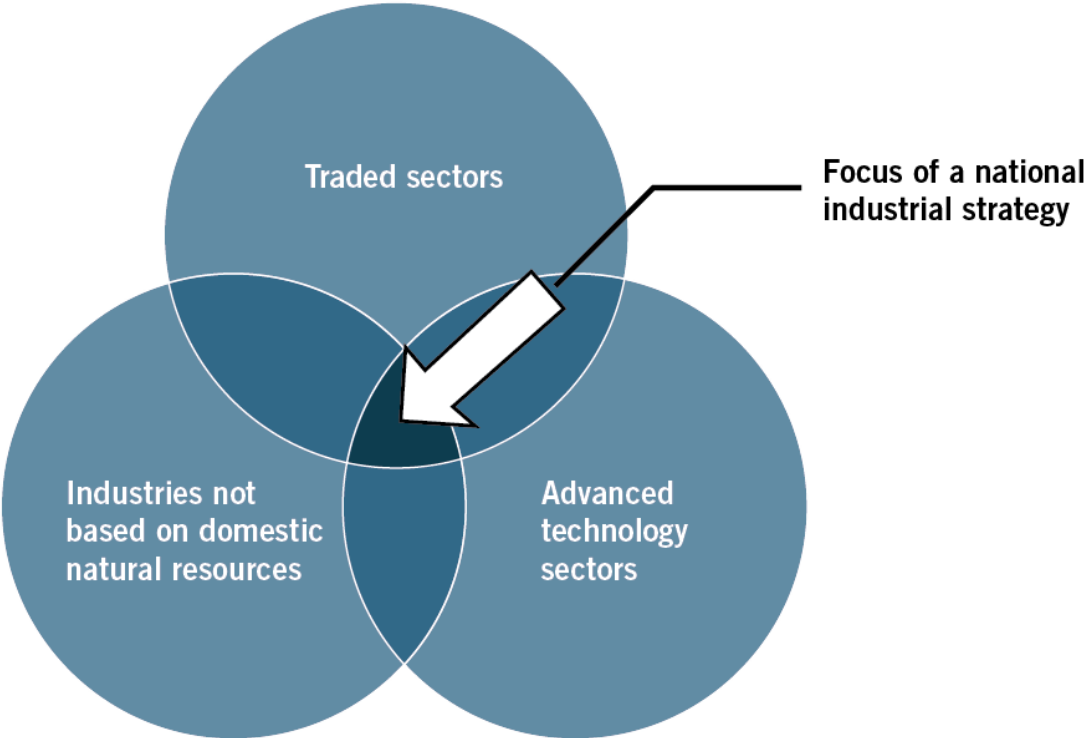 Traded sectors
Focus of a national
industrial strategy
Industries not
based on domestic
natural resources
Advanced
technology
sectors